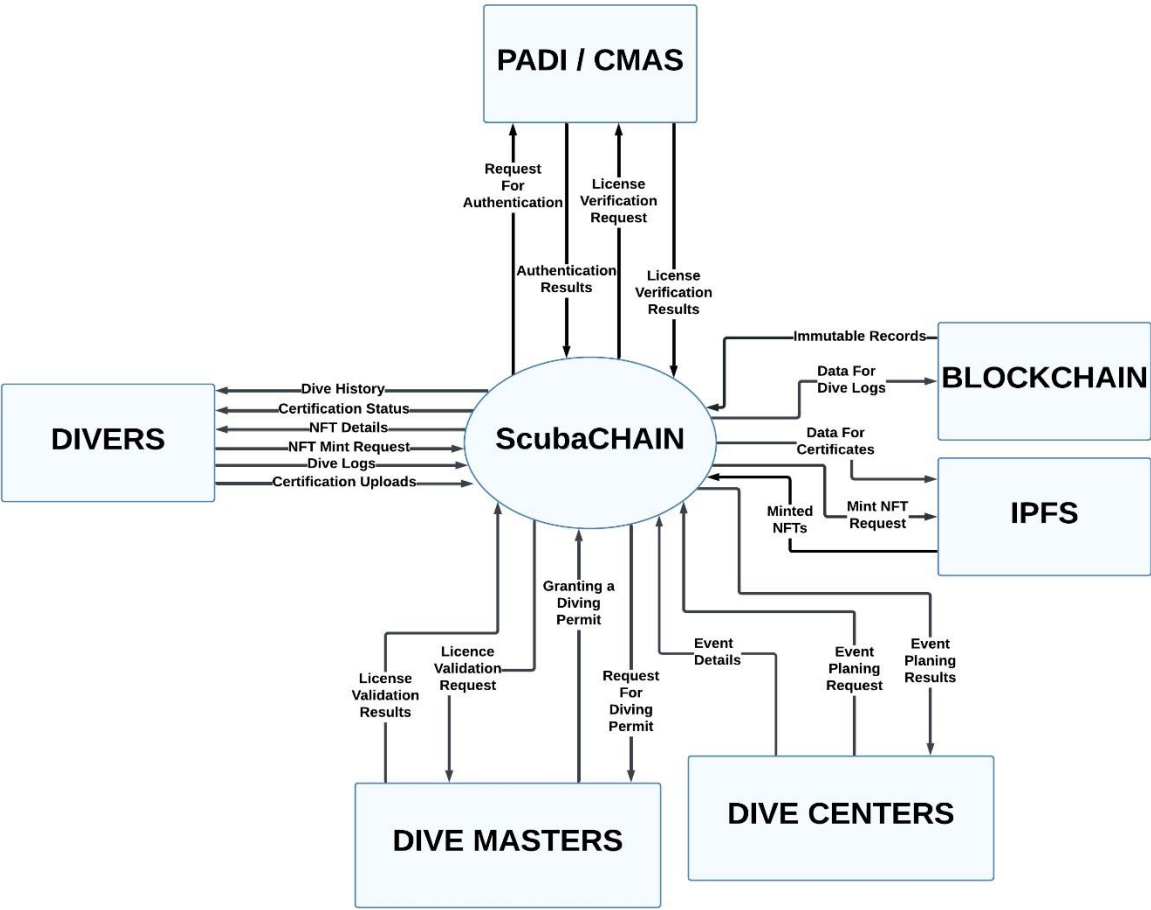 PADI / CMAS
Request
For
Authentication
License
Verification
Request
Authentication
Results
License
Verification
Results
Immutable Records
BLOCKCHAIN
Data For
Dive Logs
DIVERS
Dive History
Certification Status
NFT Details
NFT Mint Request
Dive Logs
Certification Uploads
ScubaCHAIN
Data For
Certificates
IPFS
Minted
NFTs
Mint NFT
Request
Granting a
Diving
Permit
License
Validation
Results
Licence
Validation
Request
Request
For
Diving
Permit
Event
Details
Event
Planing
Request
Event
Planing
Results
DIVE MASTERS
DIVE CENTERS